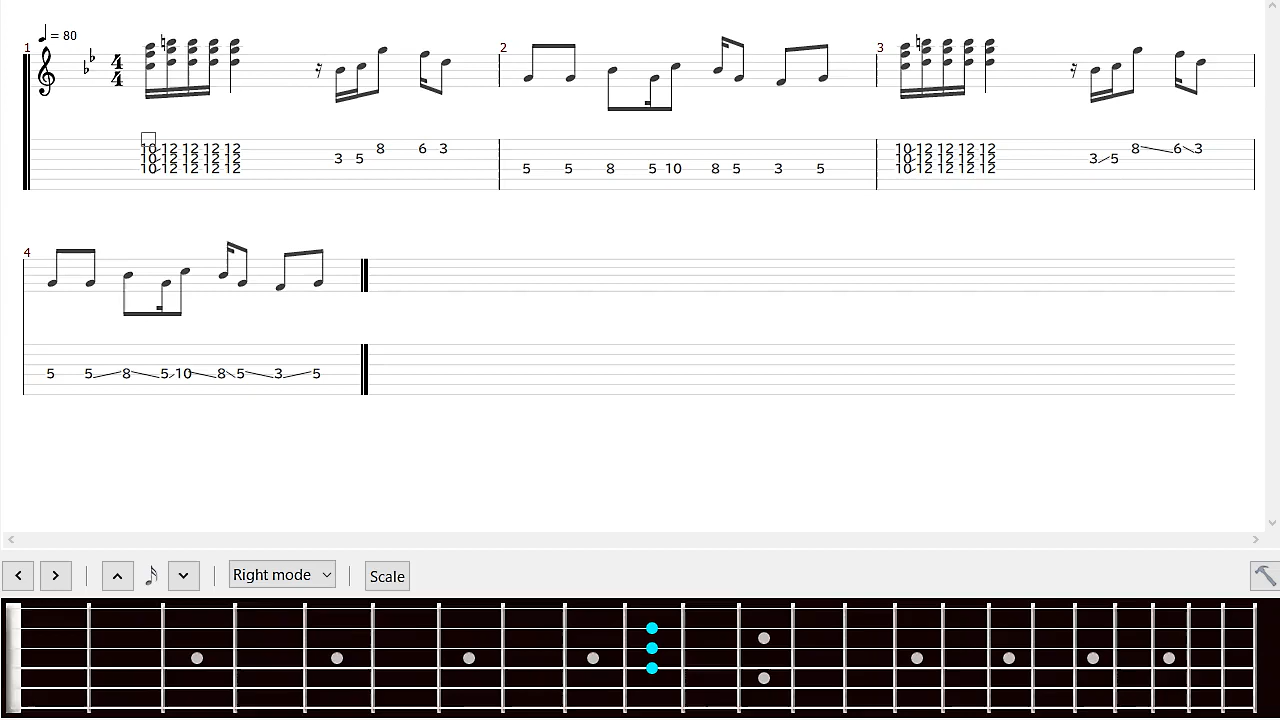 = 80
1 2 3
4
4
10 12 12 12 12 8 6 3 10 12 12 12 12 8 6 3
10 12 12 12 12 3 5 10 12 12 12 12 3 5
10 12 12 12 12 5 5 8 5 10 8 5 3 5 10 12 12 12 12
4
5 5 8 5 10 8 5 3 5
Right mode Scale